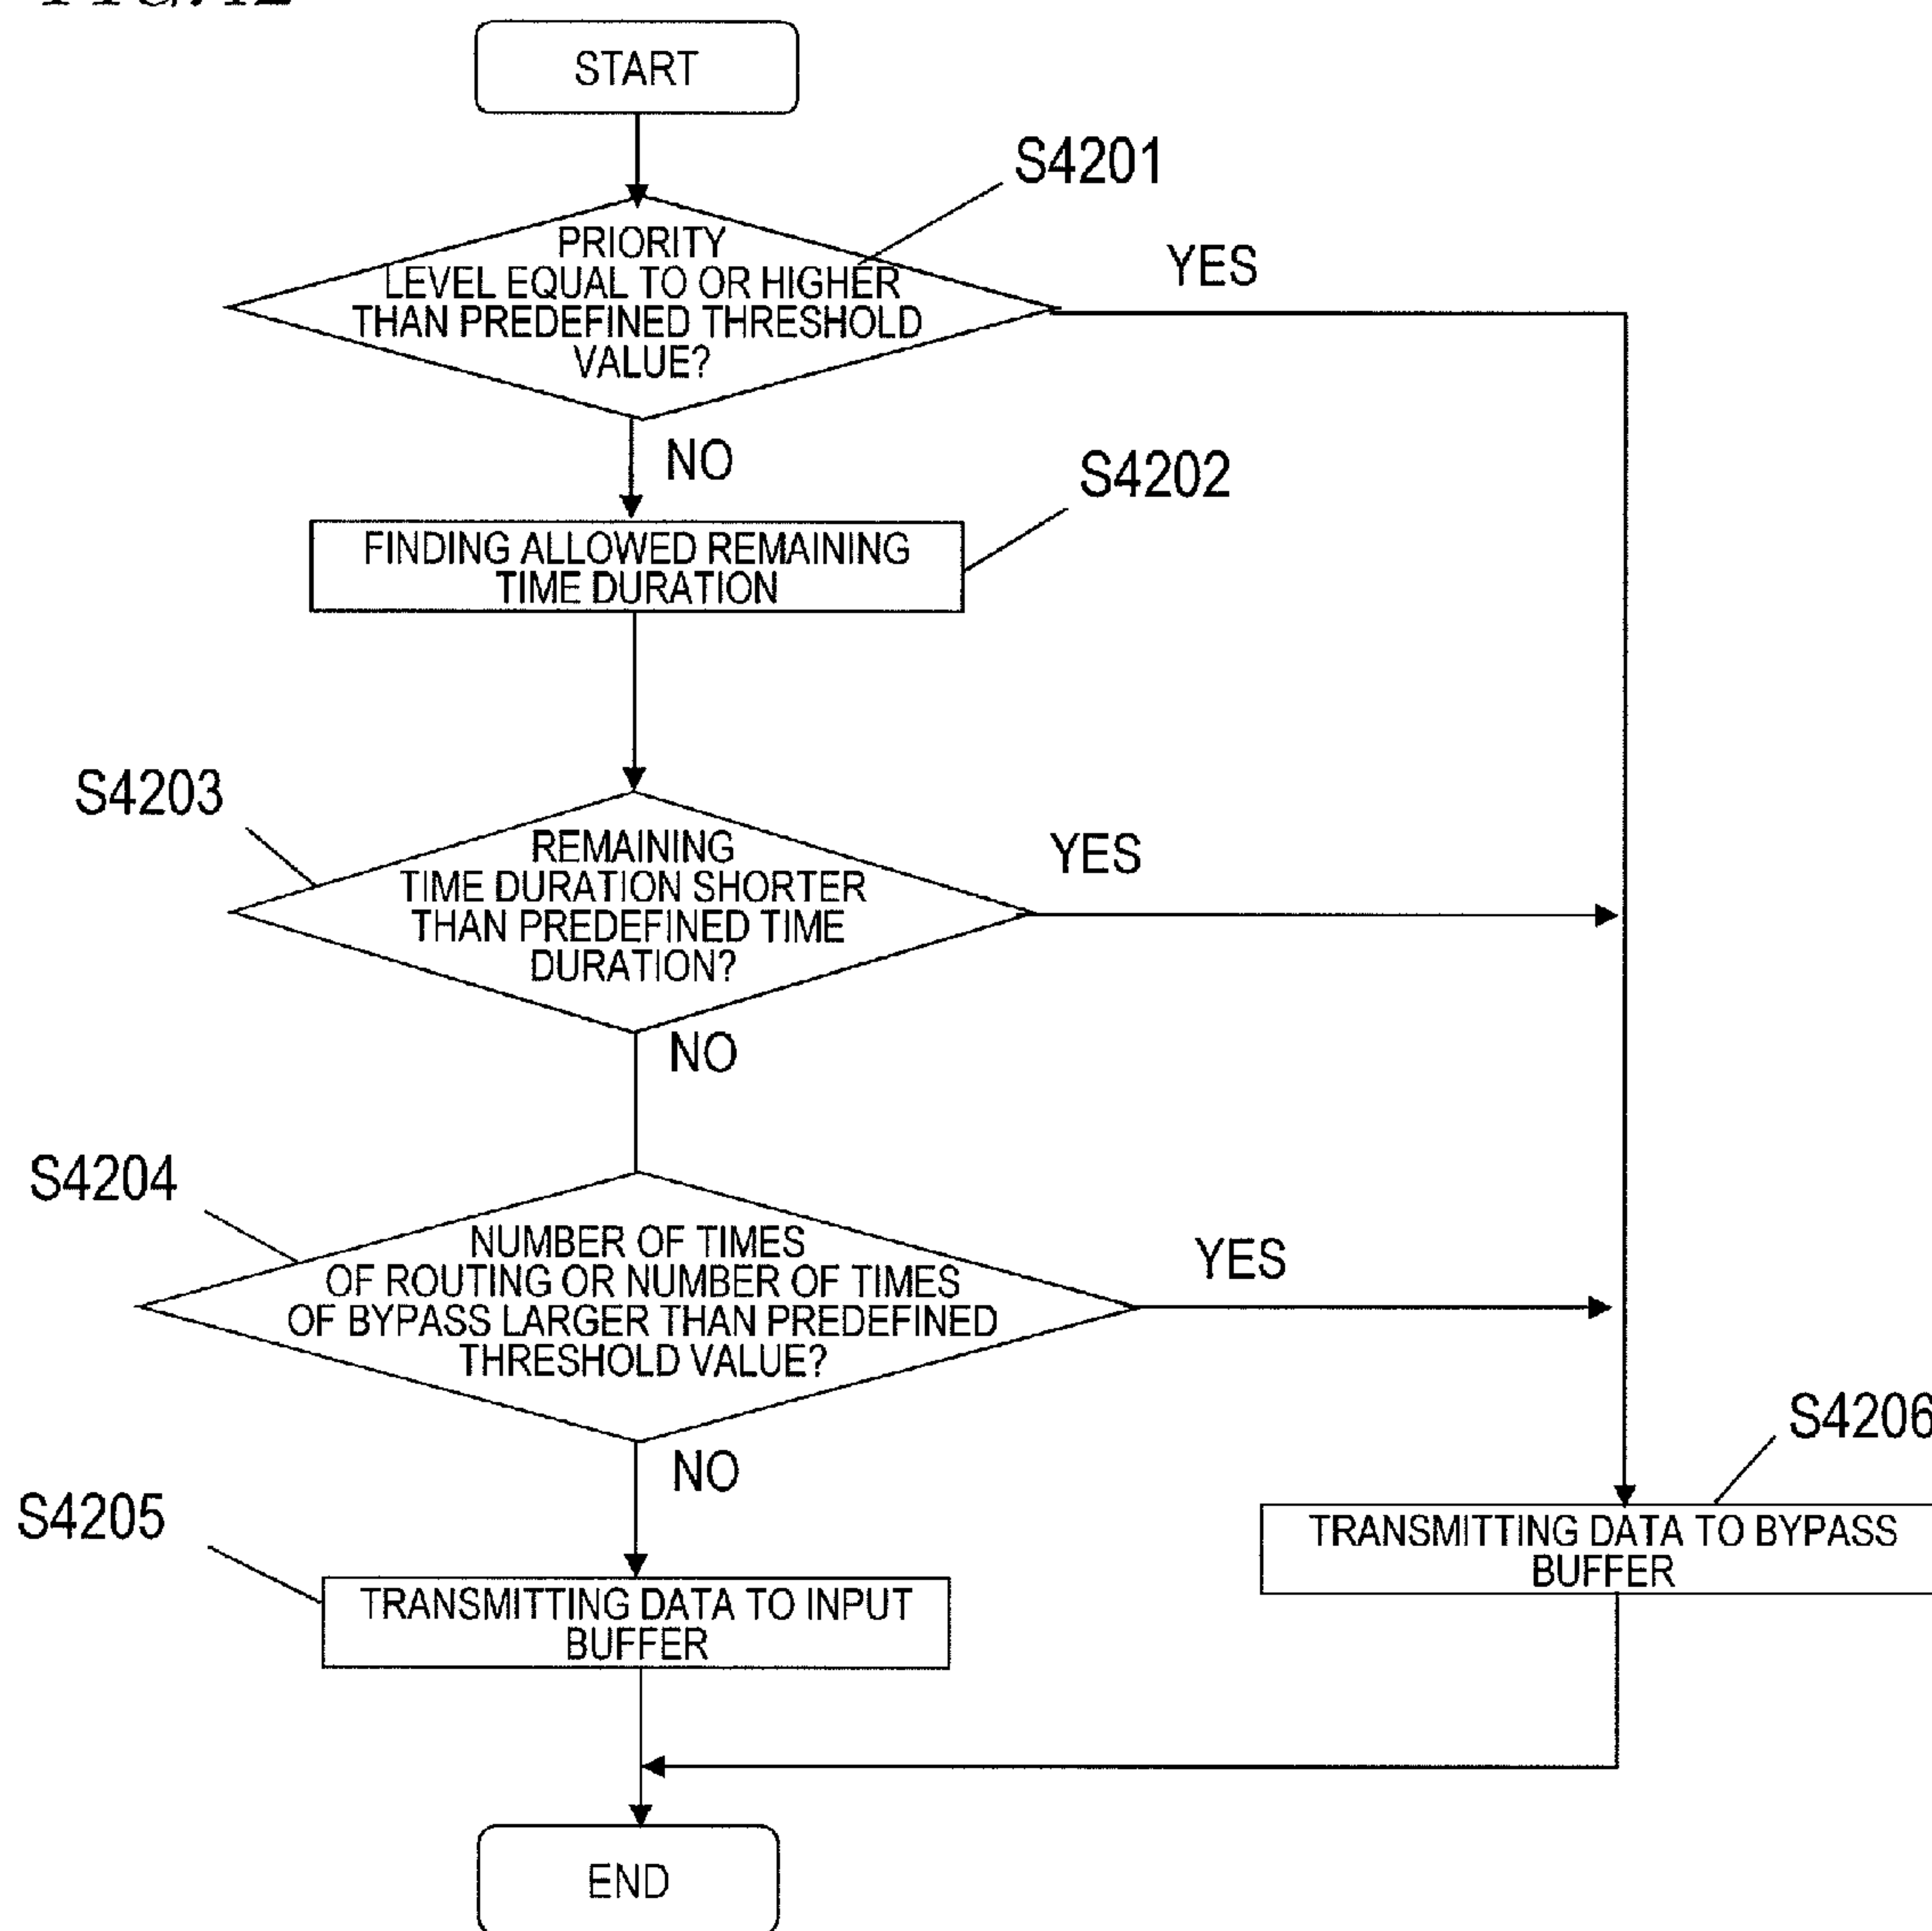 START
S4201
PRIORITY
LEVEL EQUAL TO OR HIGHER
THAN PREDEFINED THRESHOLD
VALUE?
YES
NO
S4202
FINDING ALLOWED REMAINING
TIME DURATION
S4203
REMAINING
TIME DURATION SHORTER
THAN PREDEFINED TIME
DURATION?
YES
NO
S4204
NUMBER OF TIMES
OF ROUTING OR NUMBER OF TIMES
OF BYPASS LARGER THAN PREDEFINED
THRESHOLD VALUE?
YES
NO
S4206
TRANSMITTING DATA TO BYPASS
BUFFER
S4205
TRANSMITTING DATA TO INPUT
BUFFER
END